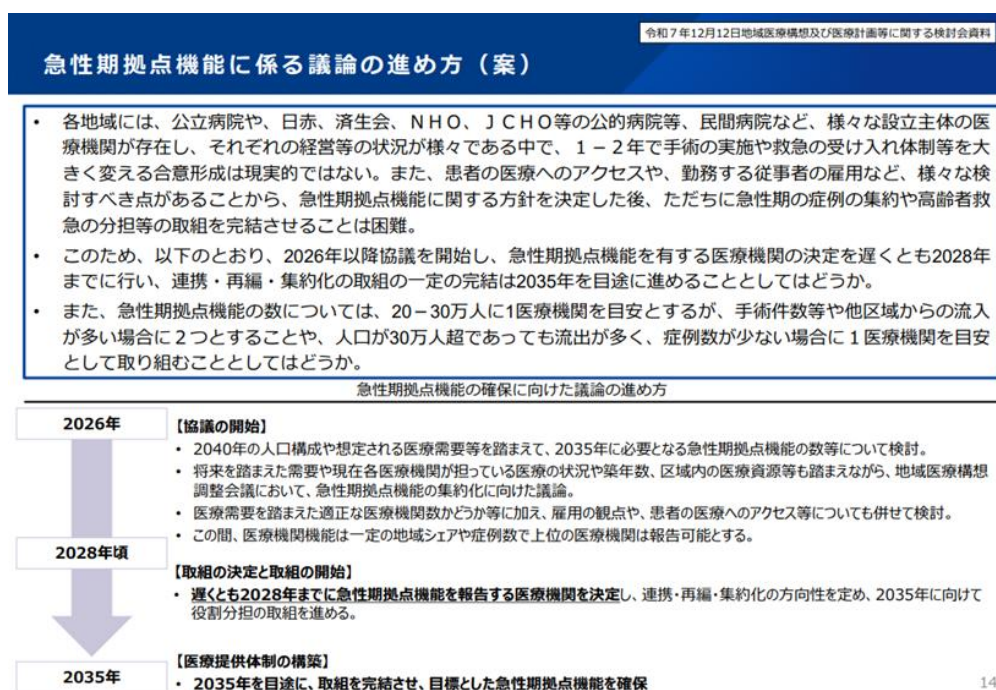 令和７年12月12日地域医療構想及び医療計画等に関する検討会資料
急性期拠点機能に係る議論の進め方（案）
• 各地域には、公立病院や、日赤、済生会、ＮＨＯ、ＪＣＨＯ等の公的病院等、民間病院など、様々な設立主体の医
療機関が存在し、それぞれの経営等の状況が様々である中で、１－２年で手術の実施や救急の受け入れ体制等を大
きく変える合意形成は現実的ではない。また、患者の医療へのアクセスや、勤務する従事者の雇用など、様々な検
討すべき点があることから、急性期拠点機能に関する方針を決定した後、ただちに急性期の症例の集約や高齢者救
急の分担等の取組を完結させることは困難。
• このため、以下のとおり、2026年以降協議を開始し、急性期拠点機能を有する医療機関の決定を遅くとも2028年
までに行い、連携・再編・集約化の取組の一定の完結は2035年を目途に進めることとしてはどうか。
• また、急性期拠点機能の数については、20－30万人に1医療機関を目安とするが、手術件数等や他区域からの流入
が多い場合に２つとすることや、人口が30万人超であっても流出が多く、症例数が少ない場合に１医療機関を目安
として取り組むこととしてはどうか。
急性期拠点機能の確保に向けた議論の進め方
2026年
【協議の開始】
• 2040年の人口構成や想定される医療需要等を踏まえて、2035年に必要となる急性期拠点機能の数等について検討。
• 将来を踏まえた需要や現在各医療機関が担っている医療の状況や築年数、区域内の医療資源等も踏まえながら、地域医療構想
調整会議において、急性期拠点機能の集約化に向けた議論。
• 医療需要を踏まえた適正な医療機関数かどうか等に加え、雇用の観点や、患者の医療へのアクセス等についても併せて検討。
• この間、医療機関機能は一定の地域シェアや症例数で上位の医療機関は報告可能とする。
2028年頃
【取組の決定と取組の開始】
• 遅くとも2028年までに急性期拠点機能を報告する医療機関を決定し、連携・再編・集約化の方向性を定め、2035年に向けて
役割分担の取組を進める。
2035年
【医療提供体制の構築】
• 2035年を目途に、取組を完結させ、目標とした急性期拠点機能を確保
14